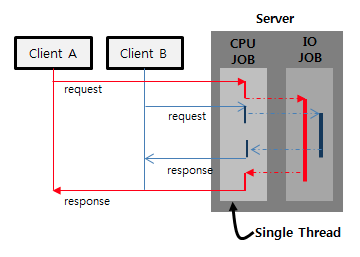 Server
Client A
Client B
CPU
JOB
IO
JOB
request
request
response
response
Single Thread